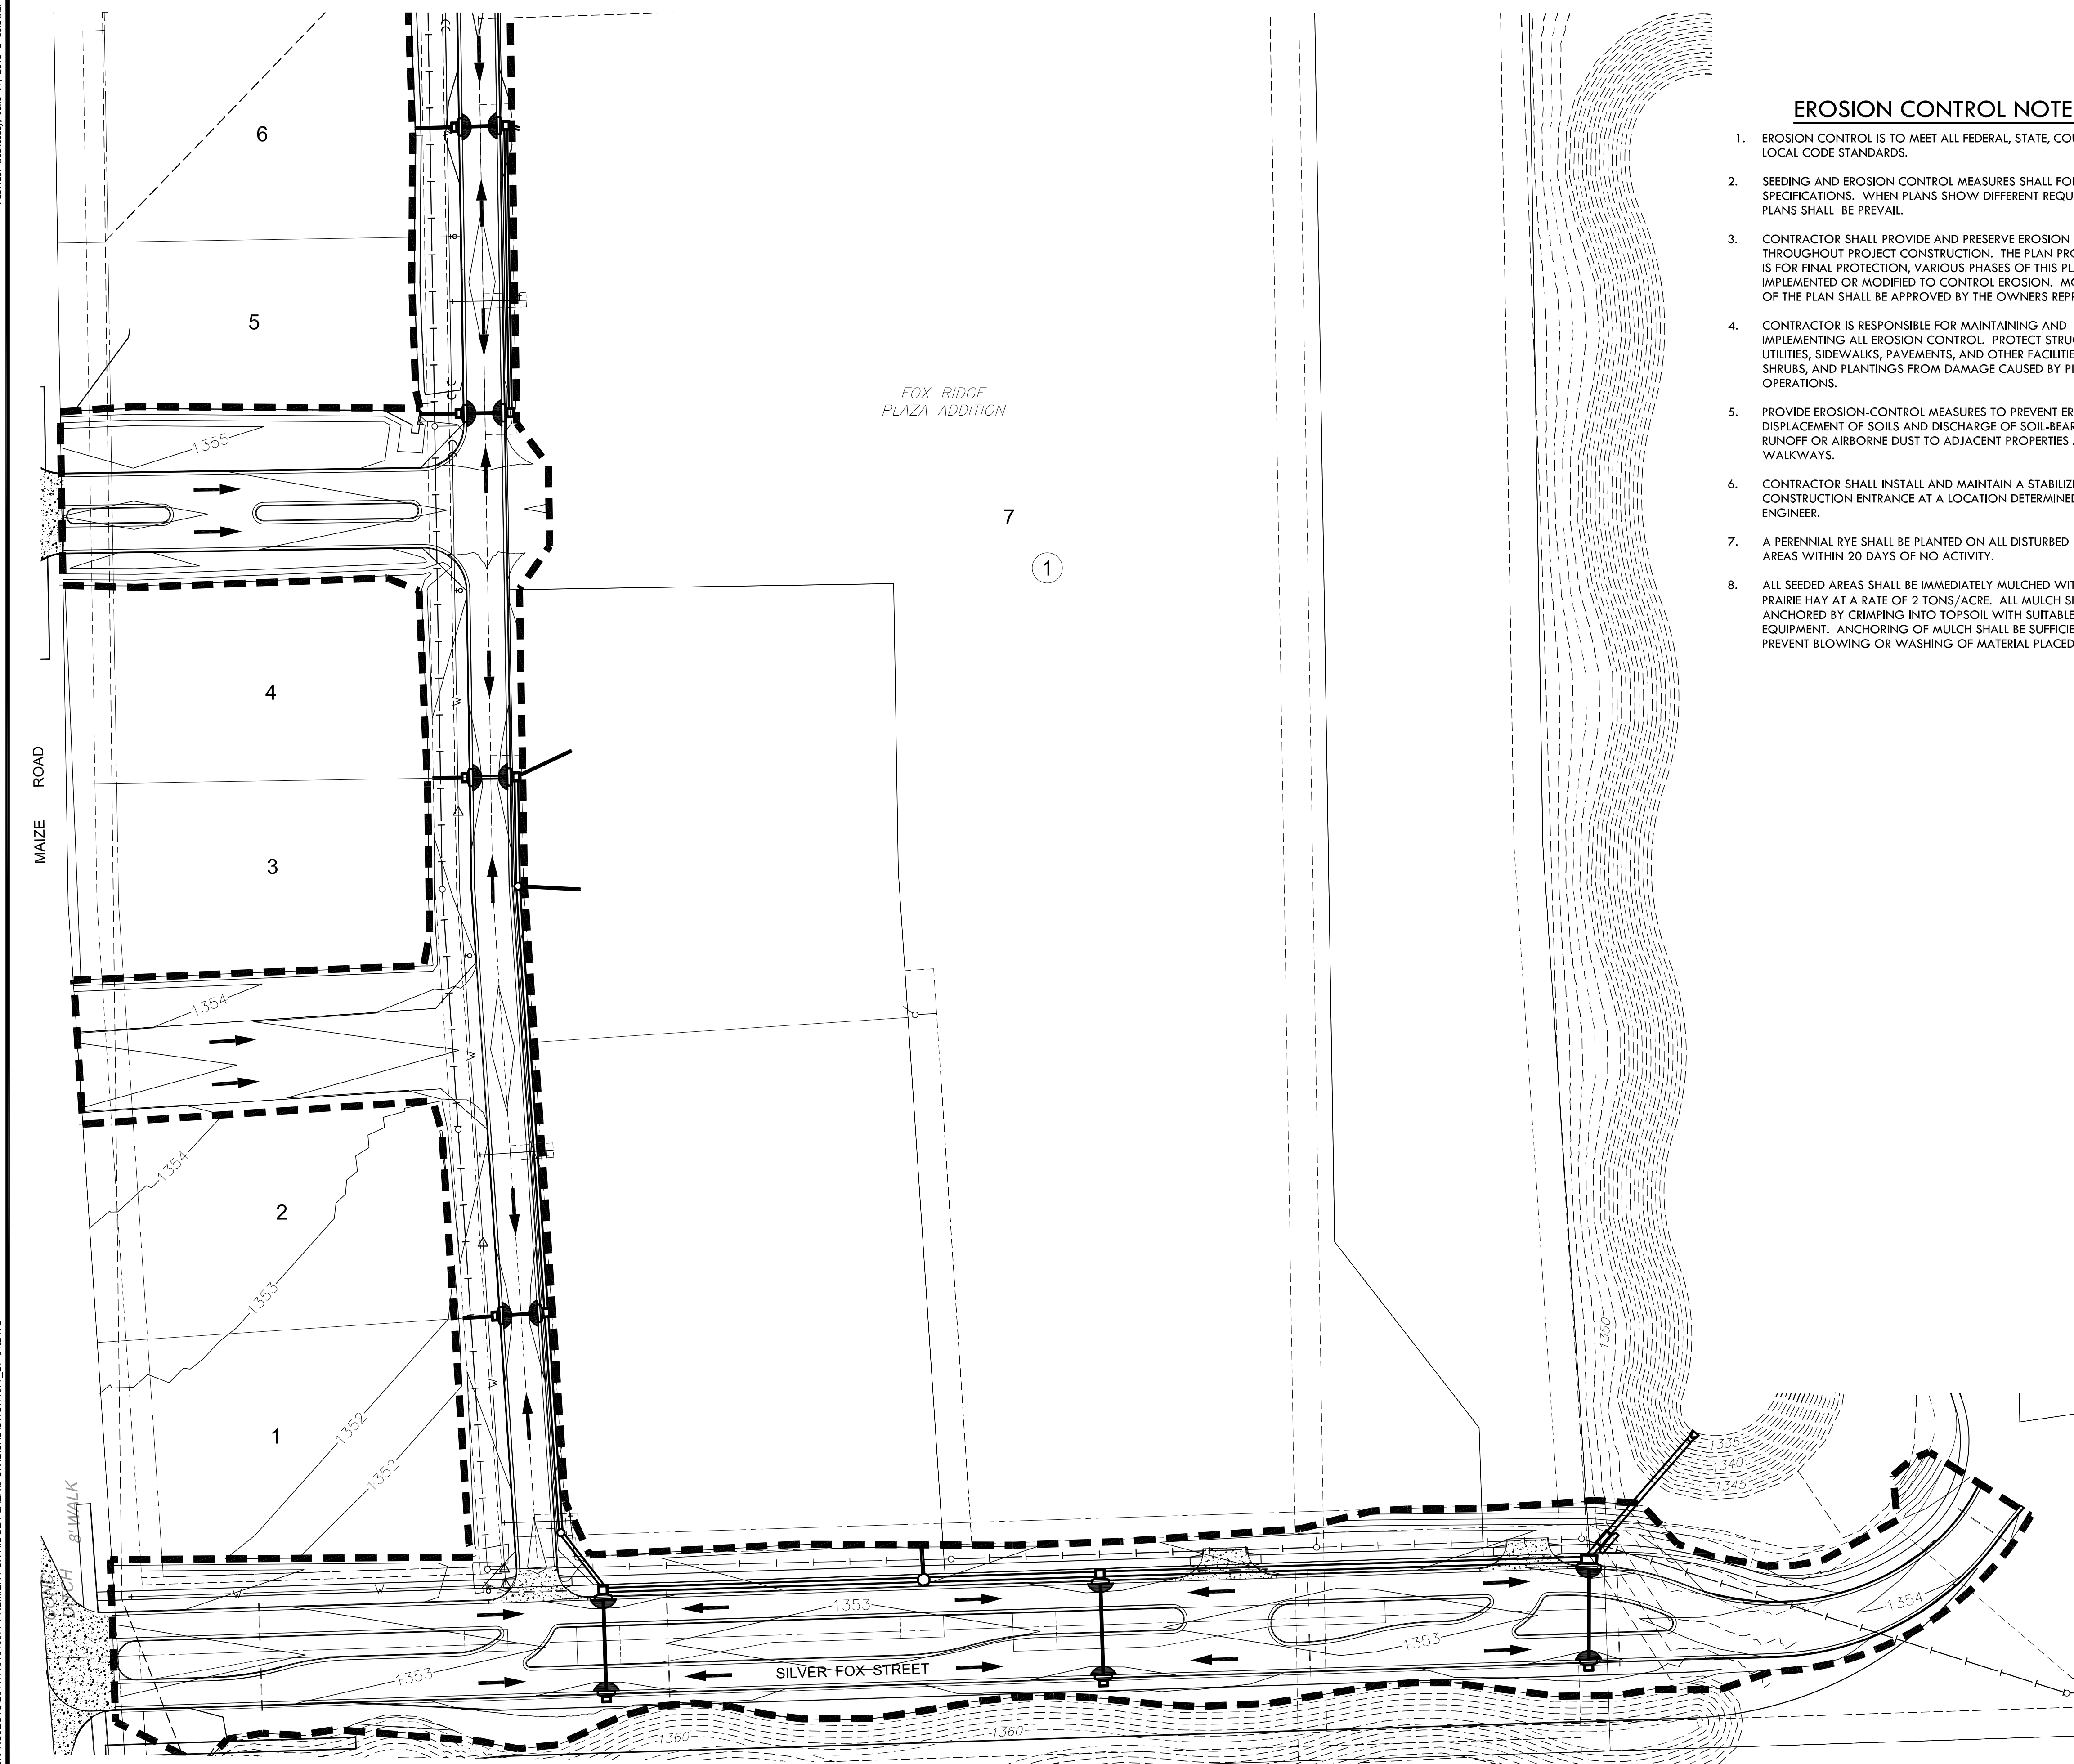 6
5
1355
FOX RIDGE
PLAZA ADDITION
7
1
4
MAIZE ROAD
3
1354
1354
2
1353
1
1352
1352
8' WALK
1350
1335
1340
1345
1354
1353
1353
1353
SILVER FOX STREET
1360
1360
W
W
W
W
W
W
EROSION CONTROL NOTE
1. EROSION CONTROL IS TO MEET ALL FEDERAL, STATE,
LOCAL CODE STANDARDS.
2. SEEDING AND EROSION CONTROL MEASURES SHALL
SPECIFICATIONS. WHEN PLANS SHOW DIFFERENT
PLANS SHALL BE PREVAIL.
3. CONTRACTOR SHALL PROVIDE AND PRESERVE EROSION
THROUGHOUT PROJECT CONSTRUCTION. THE PLAN
IS FOR FINAL PROTECTION, VARIOUS PHASES OF THIS
IMPLEMENTED OR MODIFIED TO CONTROL EROSION.
OF THE PLAN SHALL BE APPROVED BY THE OWNERS
4. CONTRACTOR IS RESPONSIBLE FOR MAINTAINING AND
IMPLEMENTING ALL EROSION CONTROL. PROTECT
UTILITIES, SIDEWALKS, PAVEMENTS, AND OTHER
SHRUBS, AND PLANTINGS FROM DAMAGE CAUSED BY
OPERATIONS.
5. PROVIDE EROSION-CONTROL MEASURES TO PREVENT
DISPLACEMENT OF SOILS AND DISCHARGE OF
RUNOFF OR AIRBORNE DUST TO ADJACENT PROPERTIES
WALKWAYS.
6. CONTRACTOR SHALL INSTALL AND MAINTAIN A
CONSTRUCTION ENTRANCE AT A LOCATION DETERMINED
ENGINEER.
7. A PERENNIAL RYE SHALL BE PLANTED ON ALL DISTURBED
AREAS WITHIN 20 DAYS OF NO ACTIVITY.
8. ALL SEEDED AREAS SHALL BE IMMEDIATELY MULCHED
PRAIRIE HAY AT A RATE OF 2 TONS/ACRE. ALL MULCH
ANCHORED BY CRIMPING INTO TOPSOIL WITH SUITABLE
EQUIPMENT. ANCHORING OF MULCH SHALL BE
PREVENT BLOWING OR WASHING OF MATERIAL PLACED